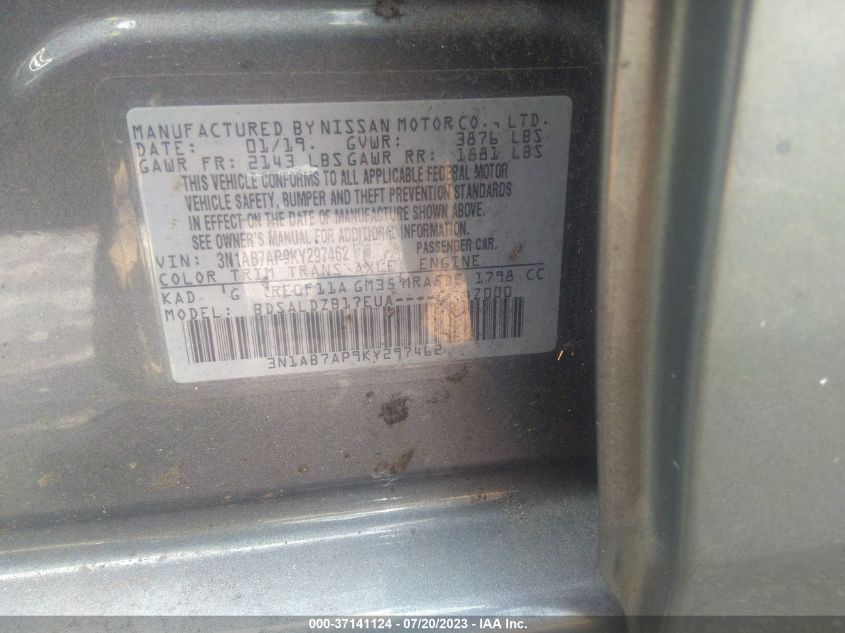 MANUFACTURED BY NISSAN MOTOR CO., LTD.
DATE: 01/19. GVWR: 3876 LBS
GAWR FR: 2143 LBS GAWR RR: 1881 LBS
THIS VEHICLE CONFORMS TO ALL APPLICABLE FEDERAL MOTOR
VEHICLE SAFETY, BUMPER AND THEFT PREVENTION STANDARDS
IN EFFECT ON THE DATE OF MANUFACTURE SHOWN ABOVE.
SEE OWNER'S MANUAL FOR ADDITIONAL INFORMATION.
VIN: 3N1AB7AP9KY297462 PASSENGER CAR.
COLOR TRIM TRANS AXLE ENGINE
KAD G RE0F11A GM35 1798 CC
MODEL: BDSALDZB17EUA----
3N1AB7AP9KY297462
000-37141124 - 07/20/2023 - IAA Inc.